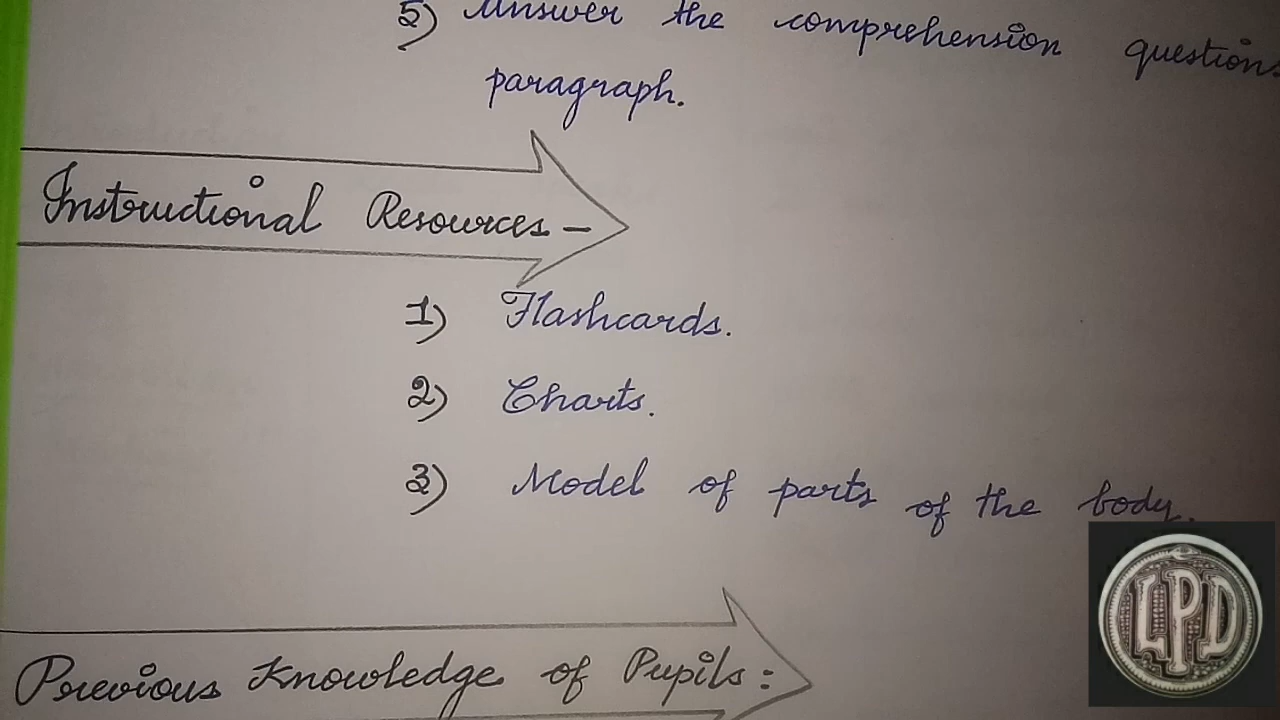 5) Answer the comprehension questions
paragraph.
Instructional Resources -
1) Flashcards.
2) Charts.
3) Model of parts of the body.
Previous Knowledge of Pupils:
LPD